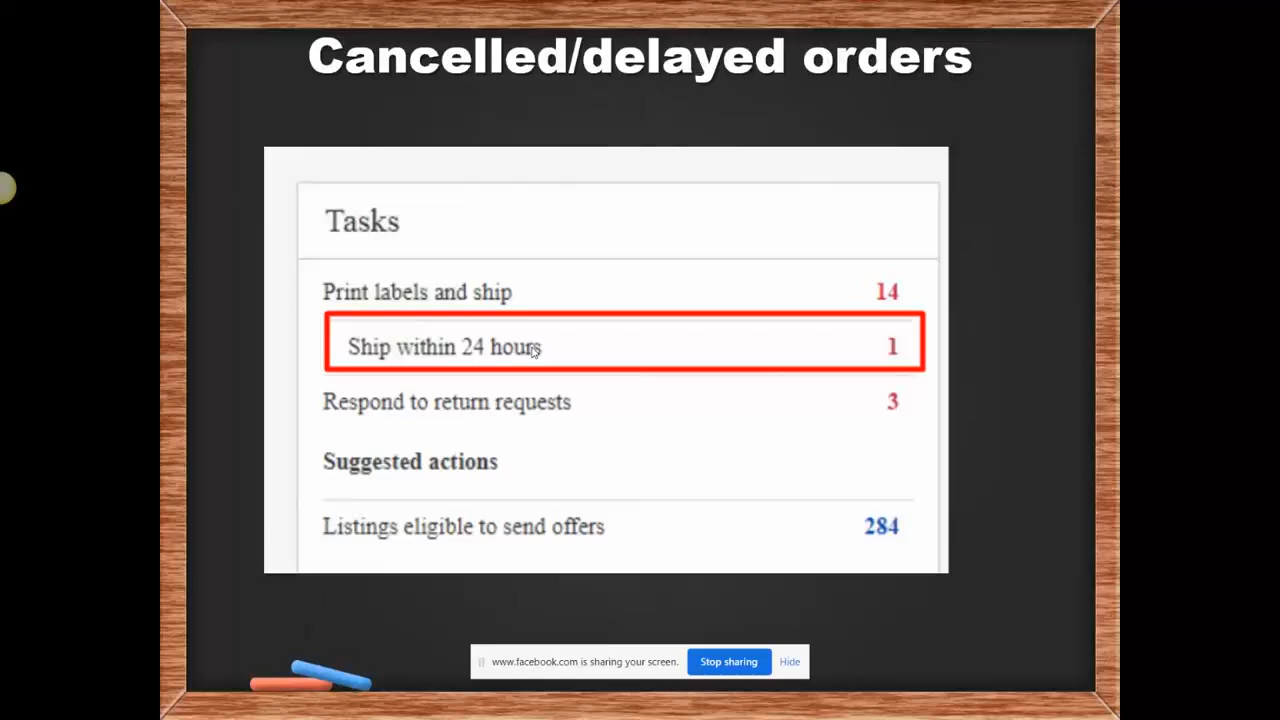 Cancelled/delayed orders
Tasks
Print labels and ship 14
Ship within 24 hours 1
Respond to return requests 3
Suggested actions
Listings eligible to send offers 284
www.facebook.com is sharing your screen. Stop sharing Hide